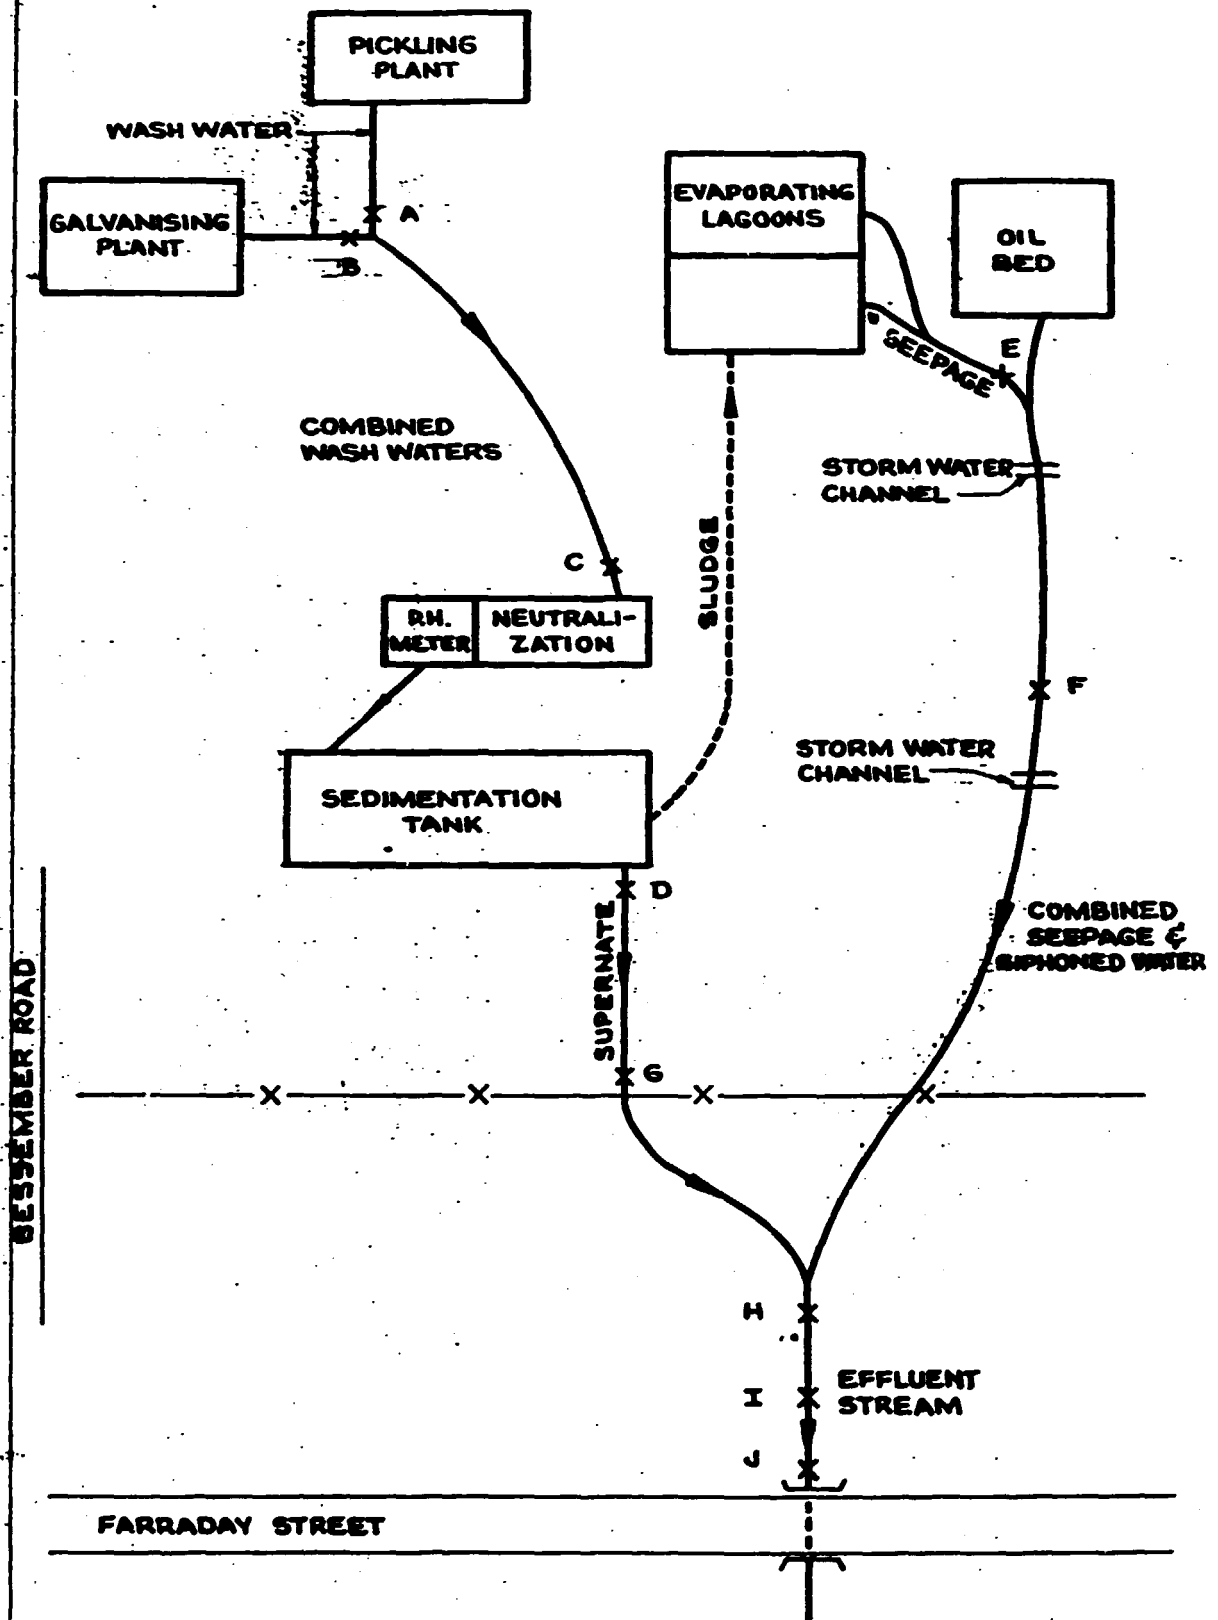 PICKLING
PLANT
WASH WATER
A
GALVANISING
PLANT
B
EVAPORATING
LAGOONS
OIL
BED
SEEPAGE
E
COMBINED
WASH WATERS
STORM WATER
CHANNEL
C
SLUDGE
P.H.
METER
NEUTRALI-
ZATION
F
STORM WATER
CHANNEL
SEDIMENTATION
TANK
D
SUPERNATE
COMBINED
SEEPAGE &
SIPHONED WATER
G
BESSEMBER ROAD
H
I
EFFLUENT
STREAM
J
FARRADAY STREET